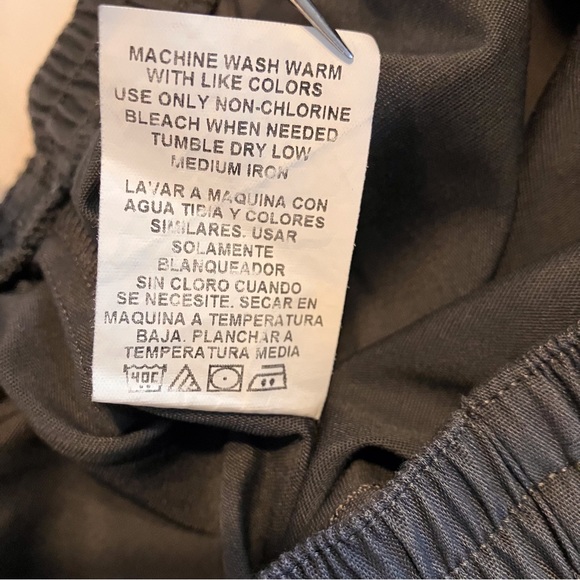 MACHINE WASH WARM
WITH LIKE COLORS
USE ONLY NON-CHLORINE
BLEACH WHEN NEEDED
TUMBLE DRY LOW
MEDIUM IRON
LAVAR A MAQUINA CON
AGUA TIBIA Y COLORES
SIMILARES. USAR
SOLAMENTE
BLANQUEADOR
SIN CLORO CUANDO
SE NECESITE. SECAR EN
MAQUINA A TEMPERATURA
BAJA. PLANCHAR A
TEMPERATURA MEDIA
40C